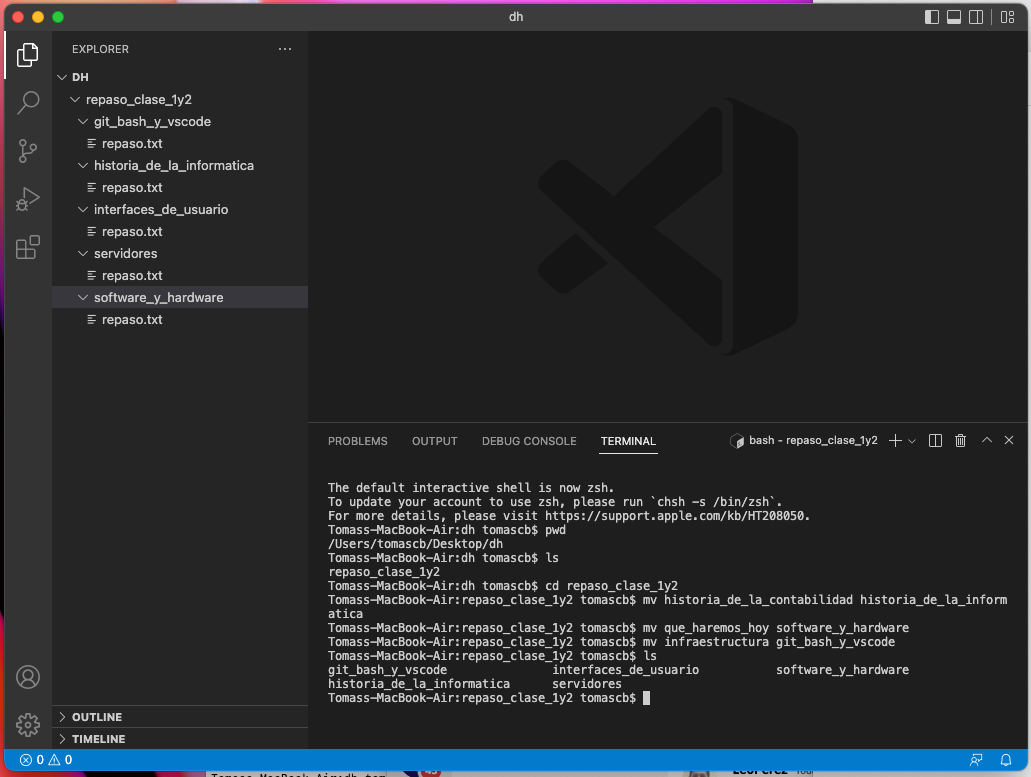 dh
EXPLORER
DH
repaso_clase_1y2
git_bash_y_vscode
repaso.txt
historia_de_la_informatica
repaso.txt
interfaces_de_usuario
repaso.txt
servidores
repaso.txt
software_y_hardware
repaso.txt
OUTLINE
TIMELINE
PROBLEMS OUTPUT DEBUG CONSOLE TERMINAL bash - repaso_clase_1y2
The default interactive shell is now zsh.
To update your account to use zsh, please run `chsh -s /bin/zsh`.
For more details, please visit https://support.apple.com/kb/HT208050.
Tomass-MacBook-Air:dh tomascb$ pwd
/Users/tomascb/Desktop/dh
Tomass-MacBook-Air:dh tomascb$ ls
repaso_clase_1y2
Tomass-MacBook-Air:dh tomascb$ cd repaso_clase_1y2
Tomass-MacBook-Air:repaso_clase_1y2 tomascb$ mv historia_de_la_contabilidad historia_de_la_inform
atica
Tomass-MacBook-Air:repaso_clase_1y2 tomascb$ mv que_haremos_hoy software_y_hardware
Tomass-MacBook-Air:repaso_clase_1y2 tomascb$ mv infraestructura git_bash_y_vscode
Tomass-MacBook-Air:repaso_clase_1y2 tomascb$ ls
git_bash_y_vscode interfaces_de_usuario software_y_hardware
historia_de_la_informatica servidores
Tomass-MacBook-Air:repaso_clase_1y2 tomascb$
0 0